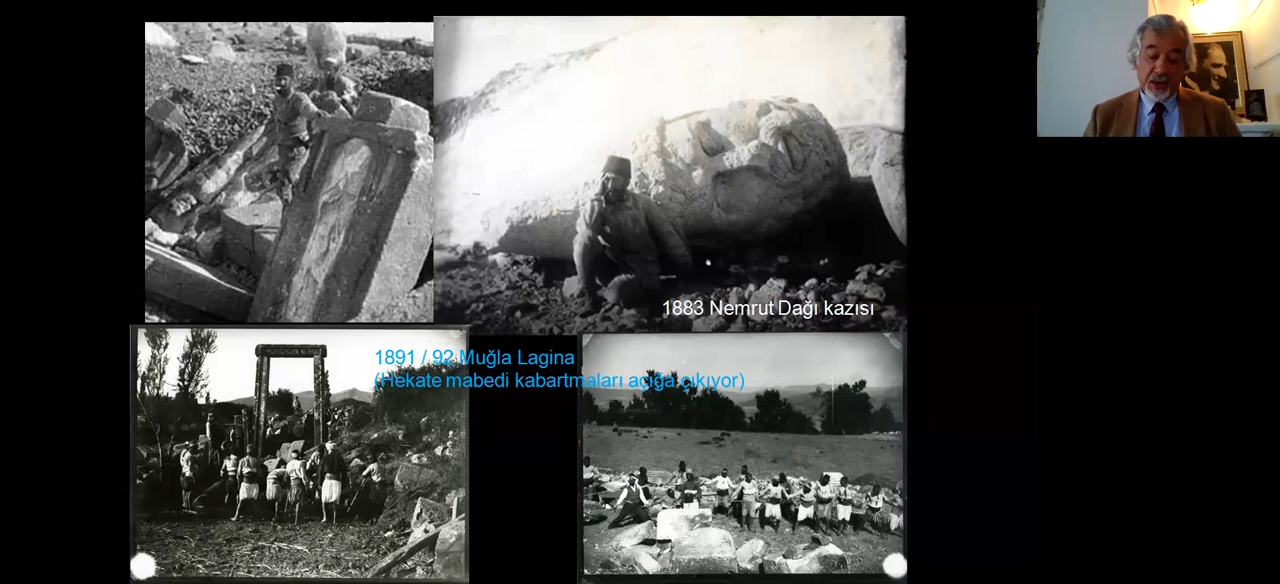 1883 Nemrut Dağı kazısı
1891 / 92 Muğla Lagina
(Hekate mabedi kabartmaları açığa çıkıyor)